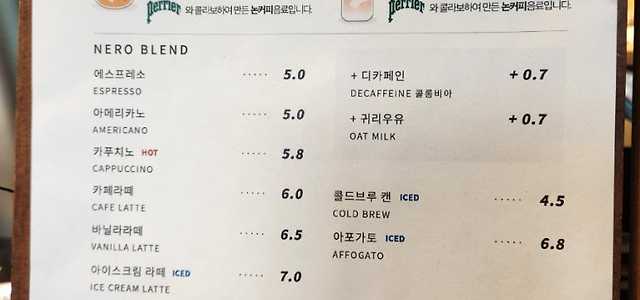 perrier 와 콜라보하여 만든 논커피음료입니다.
perrier 와 콜라보하여 만든 논커피음료입니다.
NERO BLEND
에스프레소 ····· 5.0
ESPRESSO
아메리카노 ····· 5.0
AMERICANO
카푸치노 HOT ····· 5.8
CAPPUCCINO
카페라떼 ····· 6.0
CAFE LATTE
바닐라라떼 ····· 6.5
VANILLA LATTE
아이스크림 라떼 ICED ····· 7.0
ICE CREAM LATTE
+ 디카페인 + 0.7
DECAFFEINE 콜롬비아
+ 귀리우유 + 0.7
OAT MILK
콜드브루 캔 ICED ····· 4.5
COLD BREW
아포가토 ICED ····· 6.8
AFFOGATO